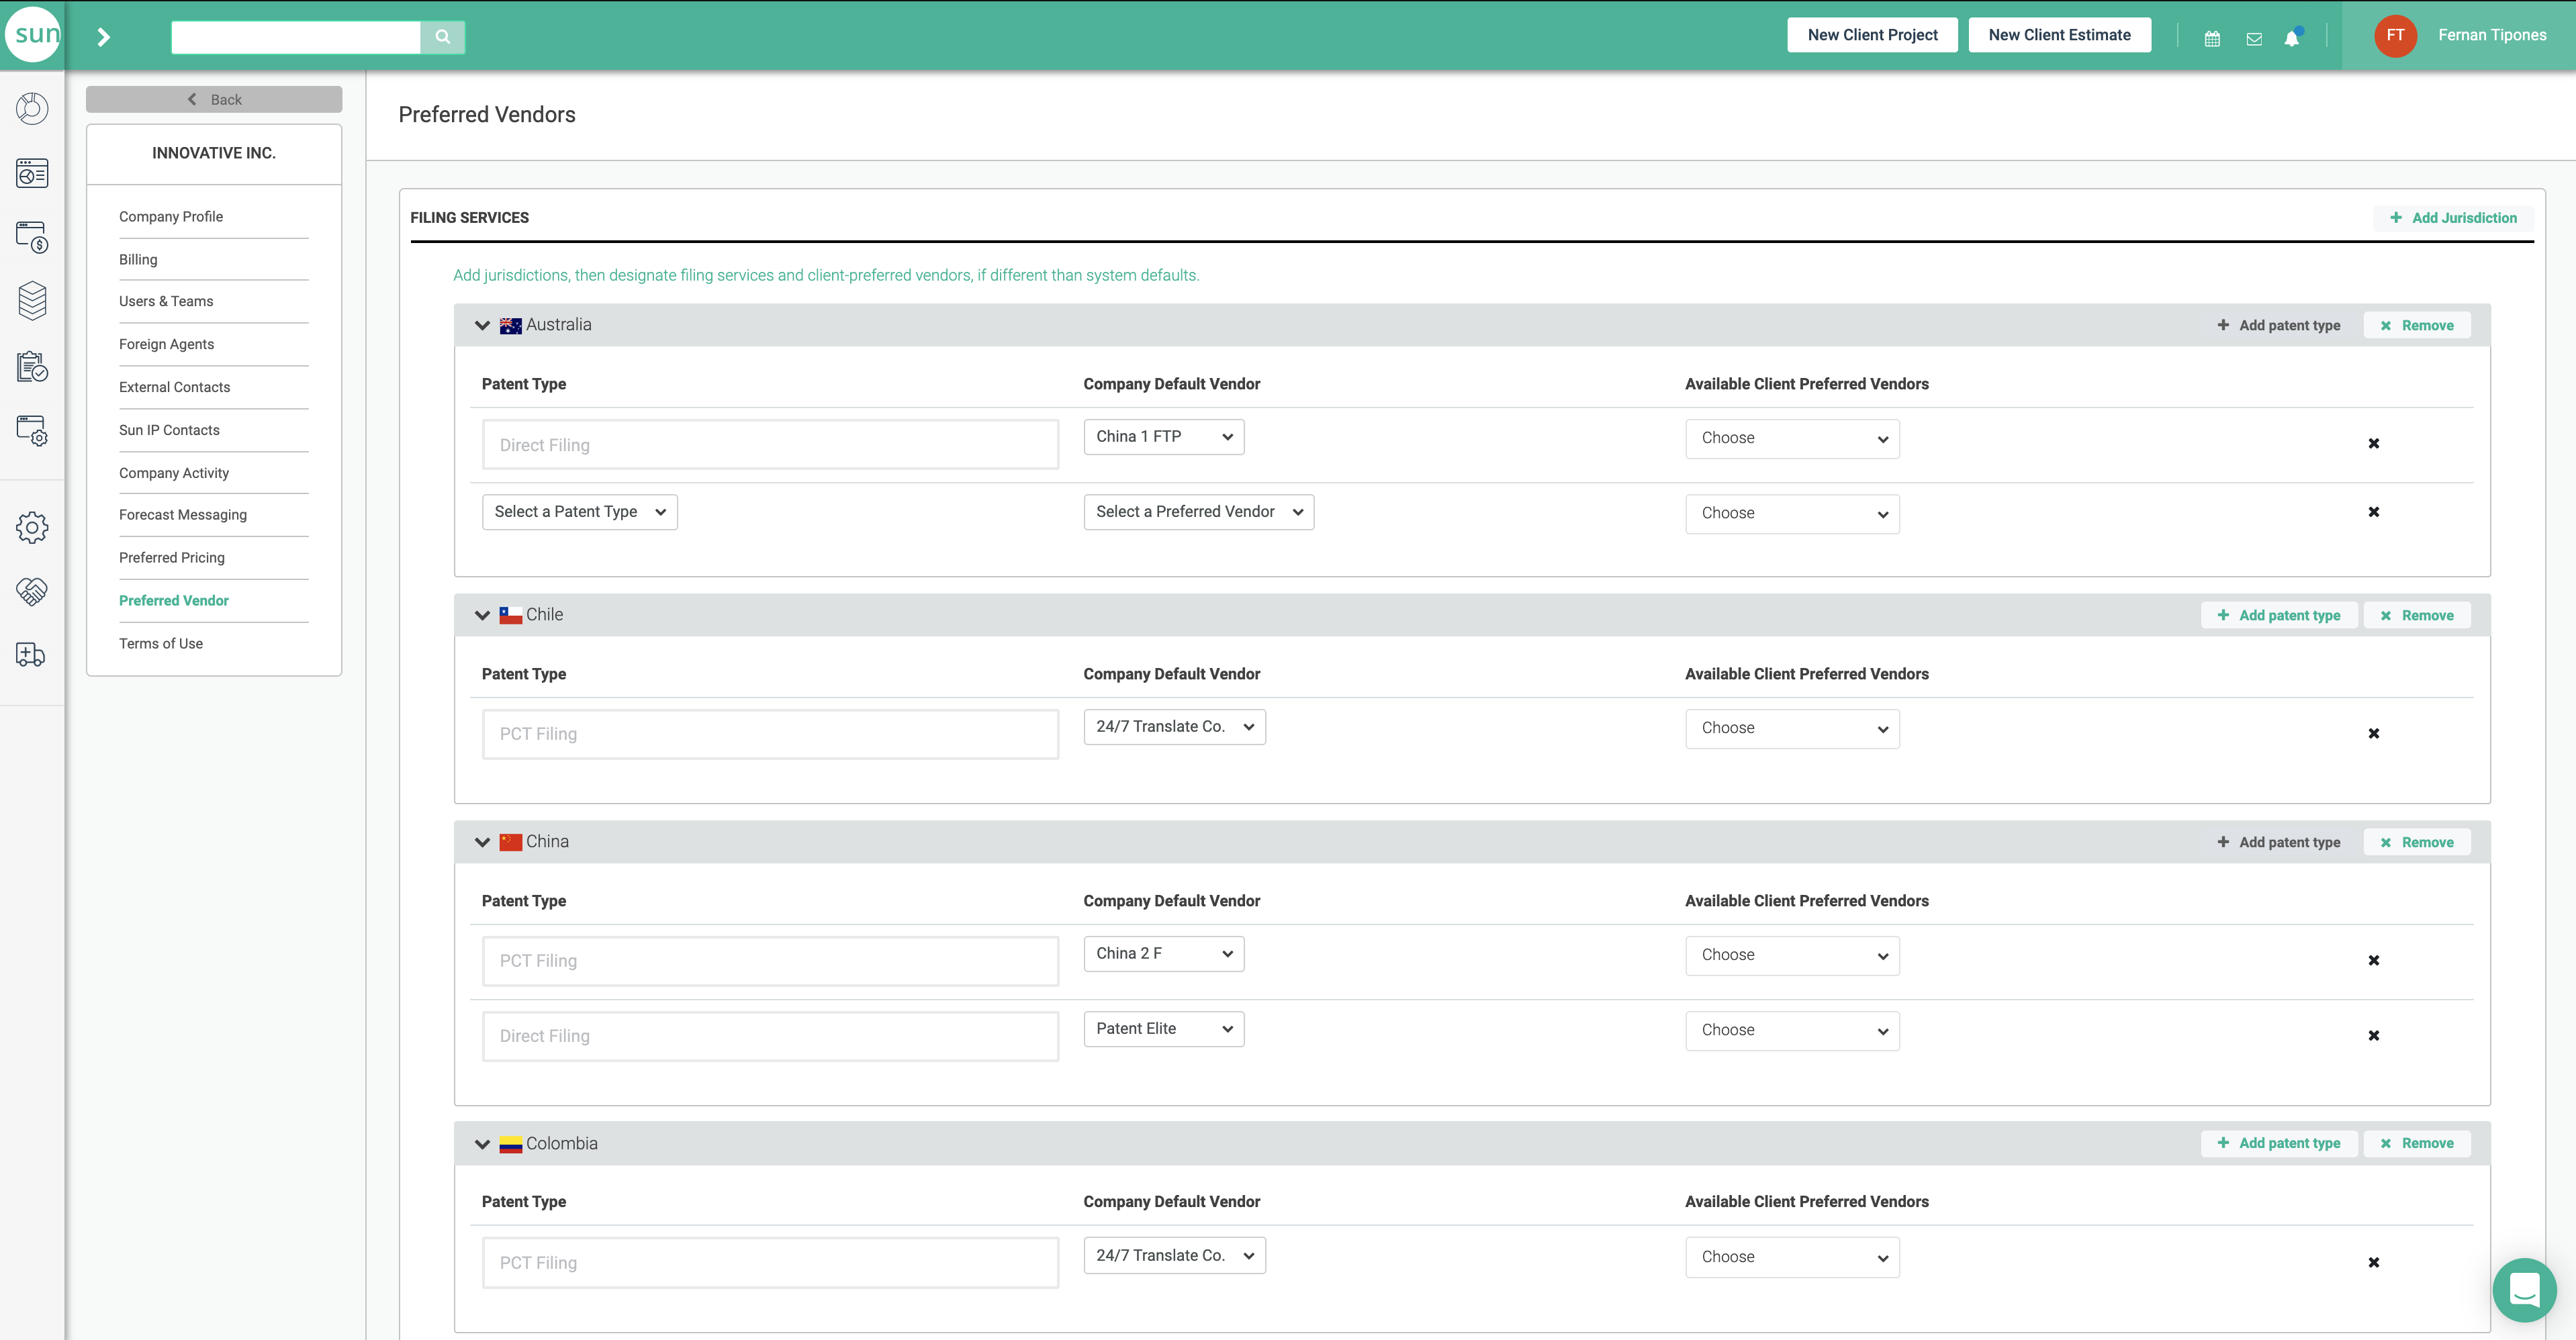 sun
New Client Project
New Client Estimate
FT
Fernan Tipones
Back
INNOVATIVE INC.
Company Profile
Billing
Users & Teams
Foreign Agents
External Contacts
Sun IP Contacts
Company Activity
Forecast Messaging
Preferred Pricing
Preferred Vendor
Terms of Use
Preferred Vendors
FILING SERVICES
Add Jurisdiction
Add jurisdictions, then designate filing services and client-preferred vendors, if different than system defaults.
Australia
Add patent type
Remove
Patent Type Company Default Vendor Available Client Preferred Vendors
Direct Filing China 1 FTP Choose
Select a Patent Type Select a Preferred Vendor Choose
Chile
Add patent type
Remove
Patent Type Company Default Vendor Available Client Preferred Vendors
PCT Filing 24/7 Translate Co. Choose
China
Add patent type
Remove
Patent Type Company Default Vendor Available Client Preferred Vendors
PCT Filing China 2 F Choose
Direct Filing Patent Elite Choose
Colombia
Add patent type
Remove
Patent Type Company Default Vendor Available Client Preferred Vendors
PCT Filing 24/7 Translate Co. Choose